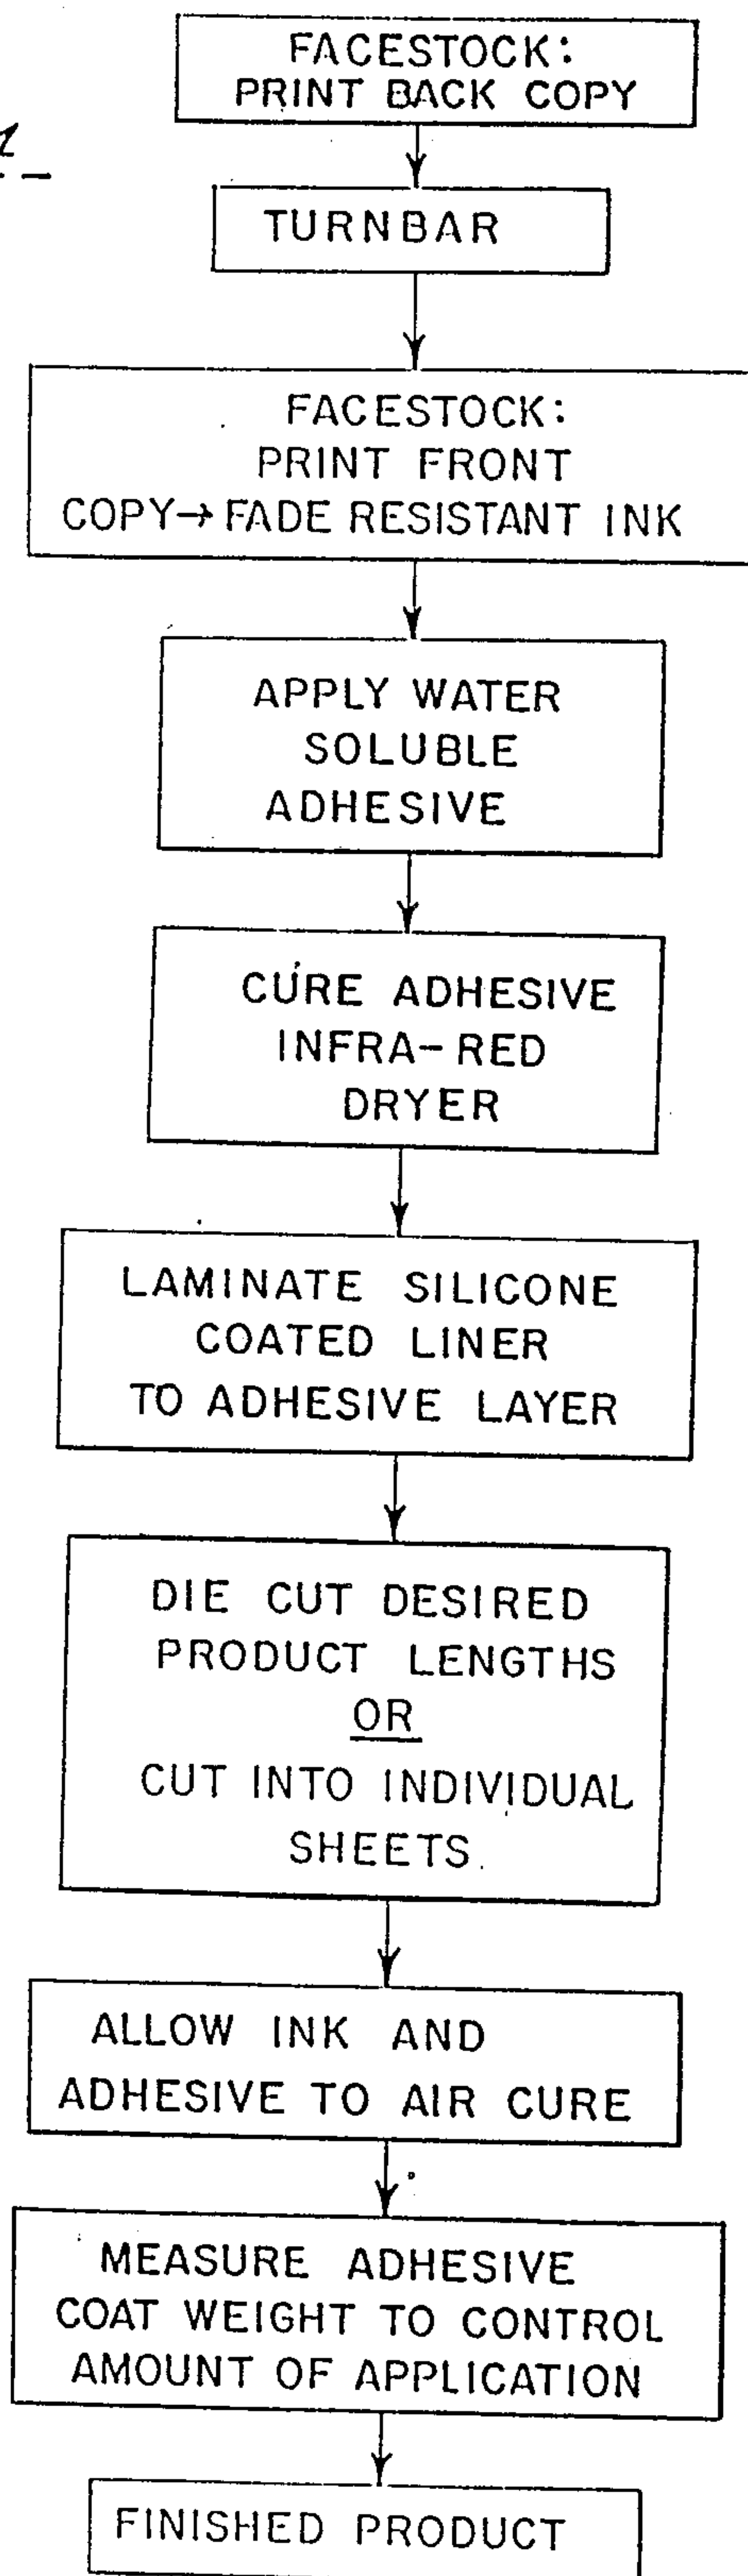 FACESTOCK:
PRINT BACK COPY
TURNBAR
FACESTOCK:
PRINT FRONT
COPY→FADE RESISTANT INK
APPLY WATER
SOLUBLE
ADHESIVE
CURE ADHESIVE
INFRA-RED
DRYER
LAMINATE SILICONE
COATED LINER
TO ADHESIVE LAYER
DIE CUT DESIRED
PRODUCT LENGTHS
OR
CUT INTO INDIVIDUAL
SHEETS
ALLOW INK AND
ADHESIVE TO AIR CURE
MEASURE ADHESIVE
COAT WEIGHT TO CONTROL
AMOUNT OF APPLICATION
FINISHED PRODUCT